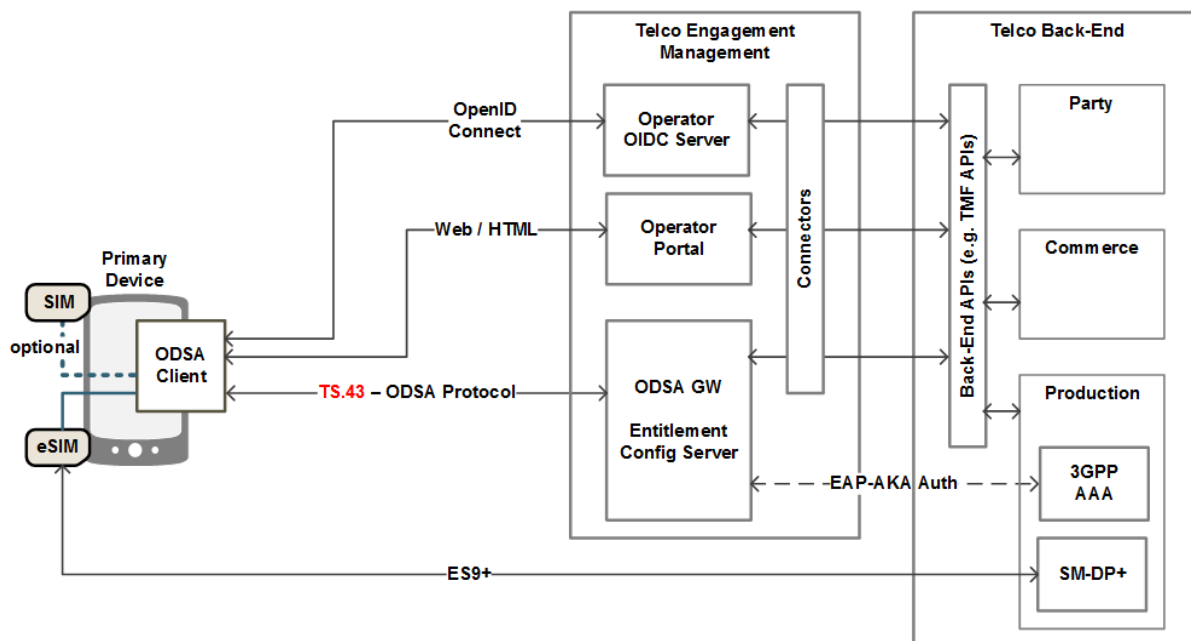 Telco Engagement
Management
Telco Back-End
OpenID
Connect
Operator
OIDC Server
Connectors
Back-End APIs (e.g. TMF APIs)
Party
Web / HTML
Operator
Portal
Commerce
Primary
Device
SIM
optional
ODSA
Client
eSIM
TS.43 – ODSA Protocol
ODSA GW
Entitlement
Config Server
Production
EAP-AKA Auth
3GPP
AAA
ES9+
SM-DP+